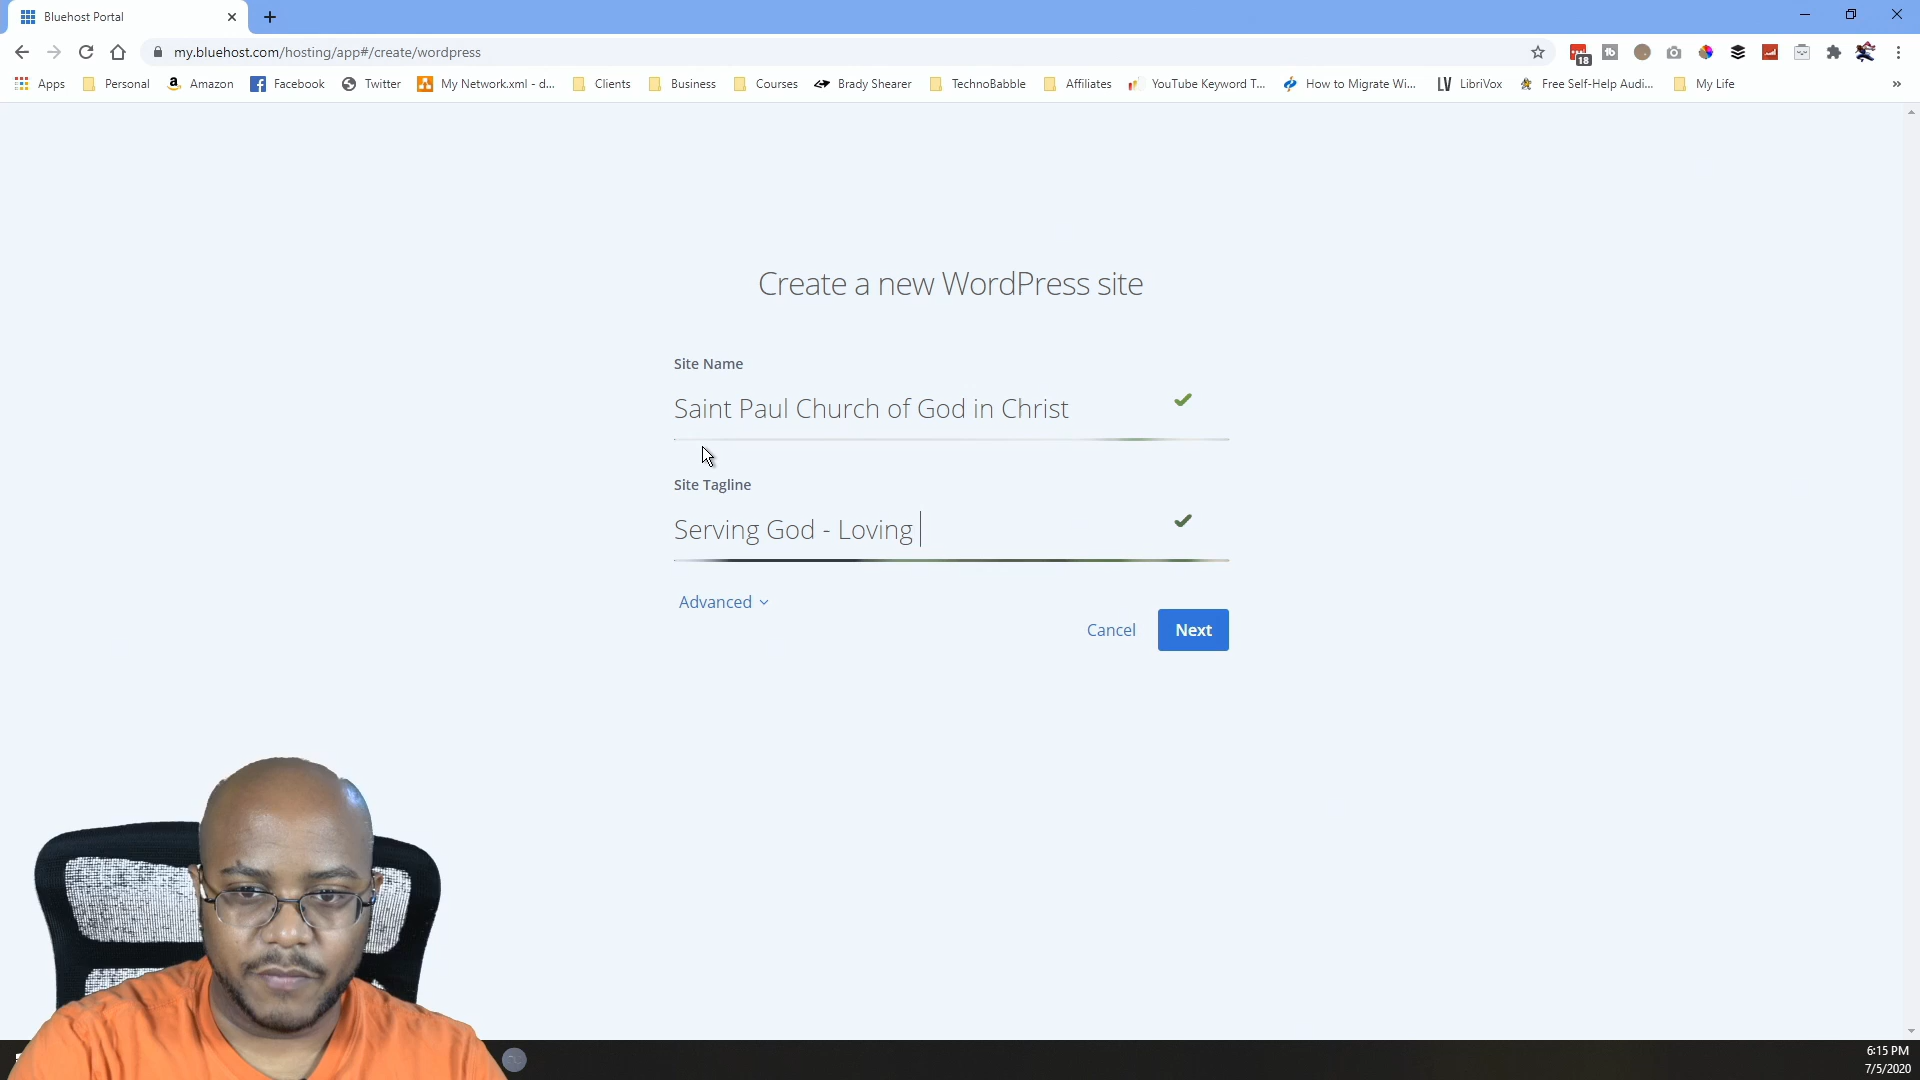 Bluehost Portal
my.bluehost.com/hosting/app#/create/wordpress
18
Apps Personal Amazon Facebook Twitter My Network.xml - d... Clients Business Courses Brady Shearer TechnoBabble Affiliates YouTube Keyword T... How to Migrate Wi... LibriVox Free Self-Help Audi... My Life »
Create a new WordPress site
Site Name
Saint Paul Church of God in Christ
Site Tagline
Serving God - Loving
Advanced
Cancel Next
6:15 PM
7/5/2020